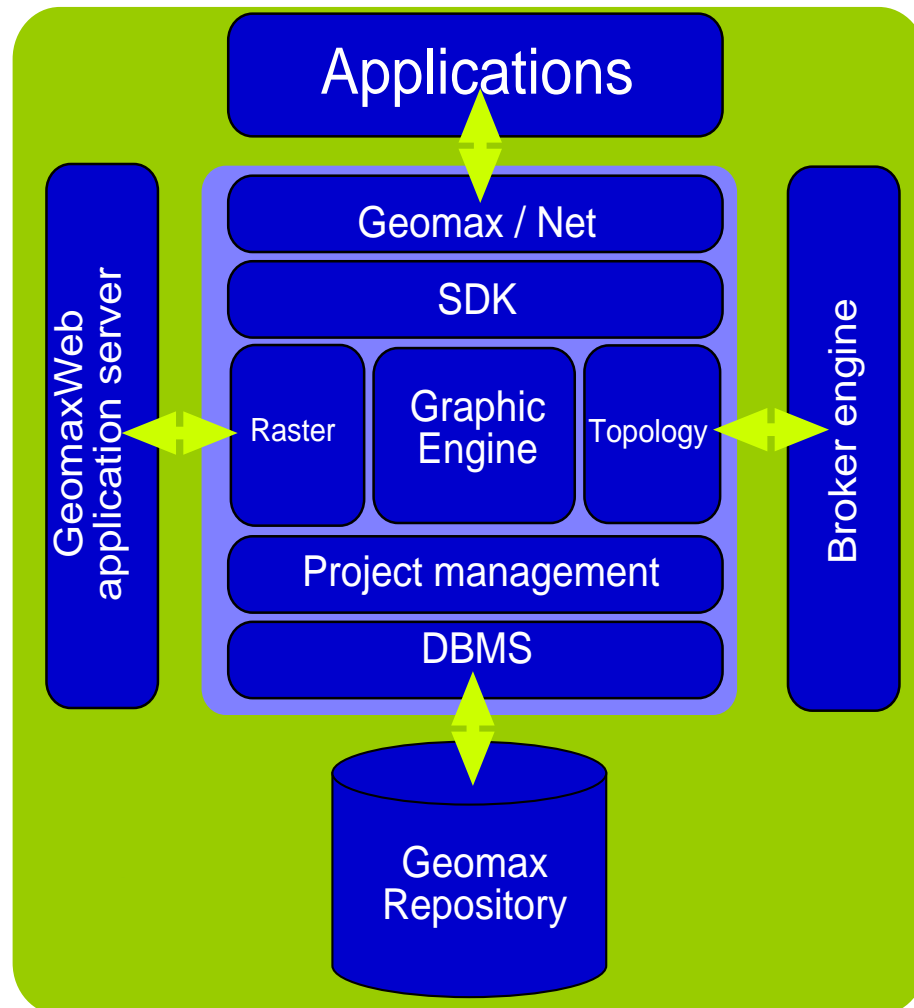 Applications
Geomax / Net
SDK
GeomaxWeb
application server
Raster
Graphic
Engine
Topology
Broker engine
Project management
DBMS
Geomax
Repository